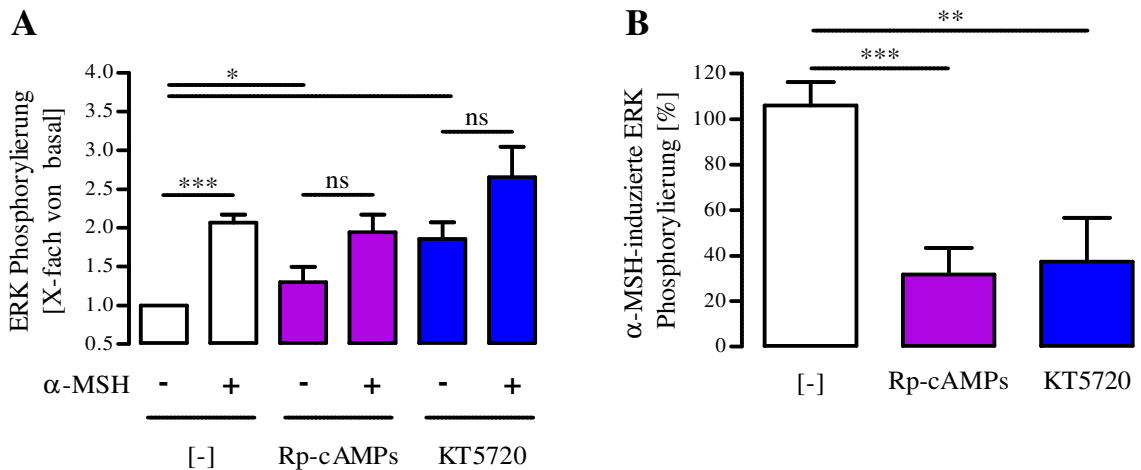 A
ERK Phosphorylierung
[X-fach von basal]
4.0
3.5
3.0
2.5
2.0
1.5
1.0
0.5
*
***
ns
ns
α-MSH
- + - + - +
[-] Rp-cAMPs KT5720
B
α-MSH-induzierte ERK
Phosphorylierung [%]
120
100
80
60
40
20
0
**
***
[-] Rp-cAMPs KT5720